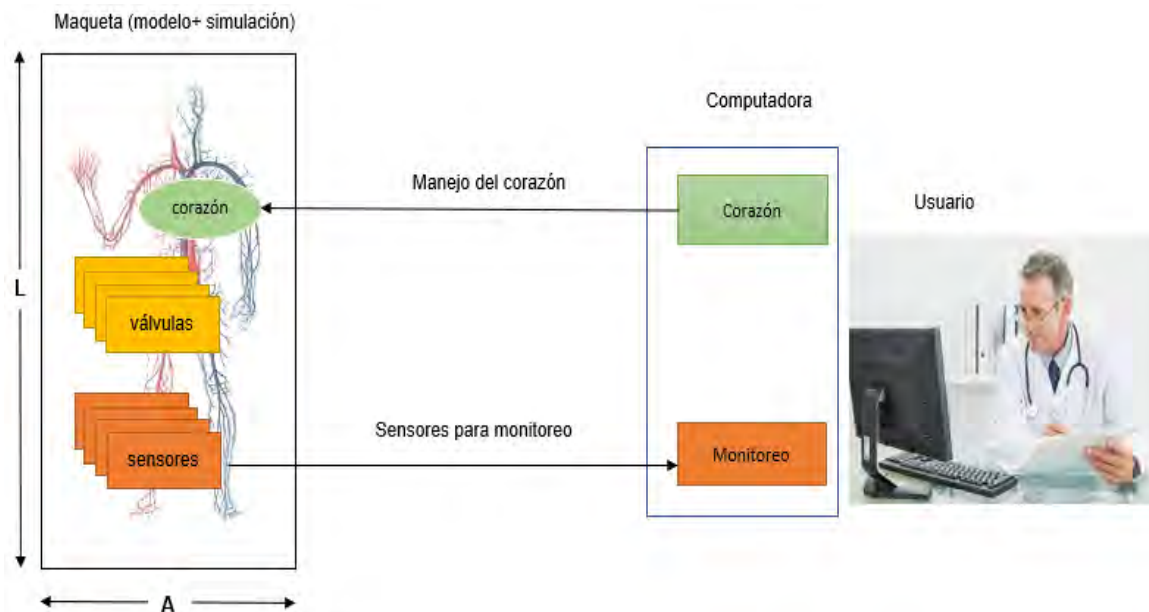 Maqueta (modelo+ simulación)
Computadora
Manejo del corazón
corazón
Corazón
Usuario
L
válvulas
Sensores para monitoreo
sensores
Monitoreo
A